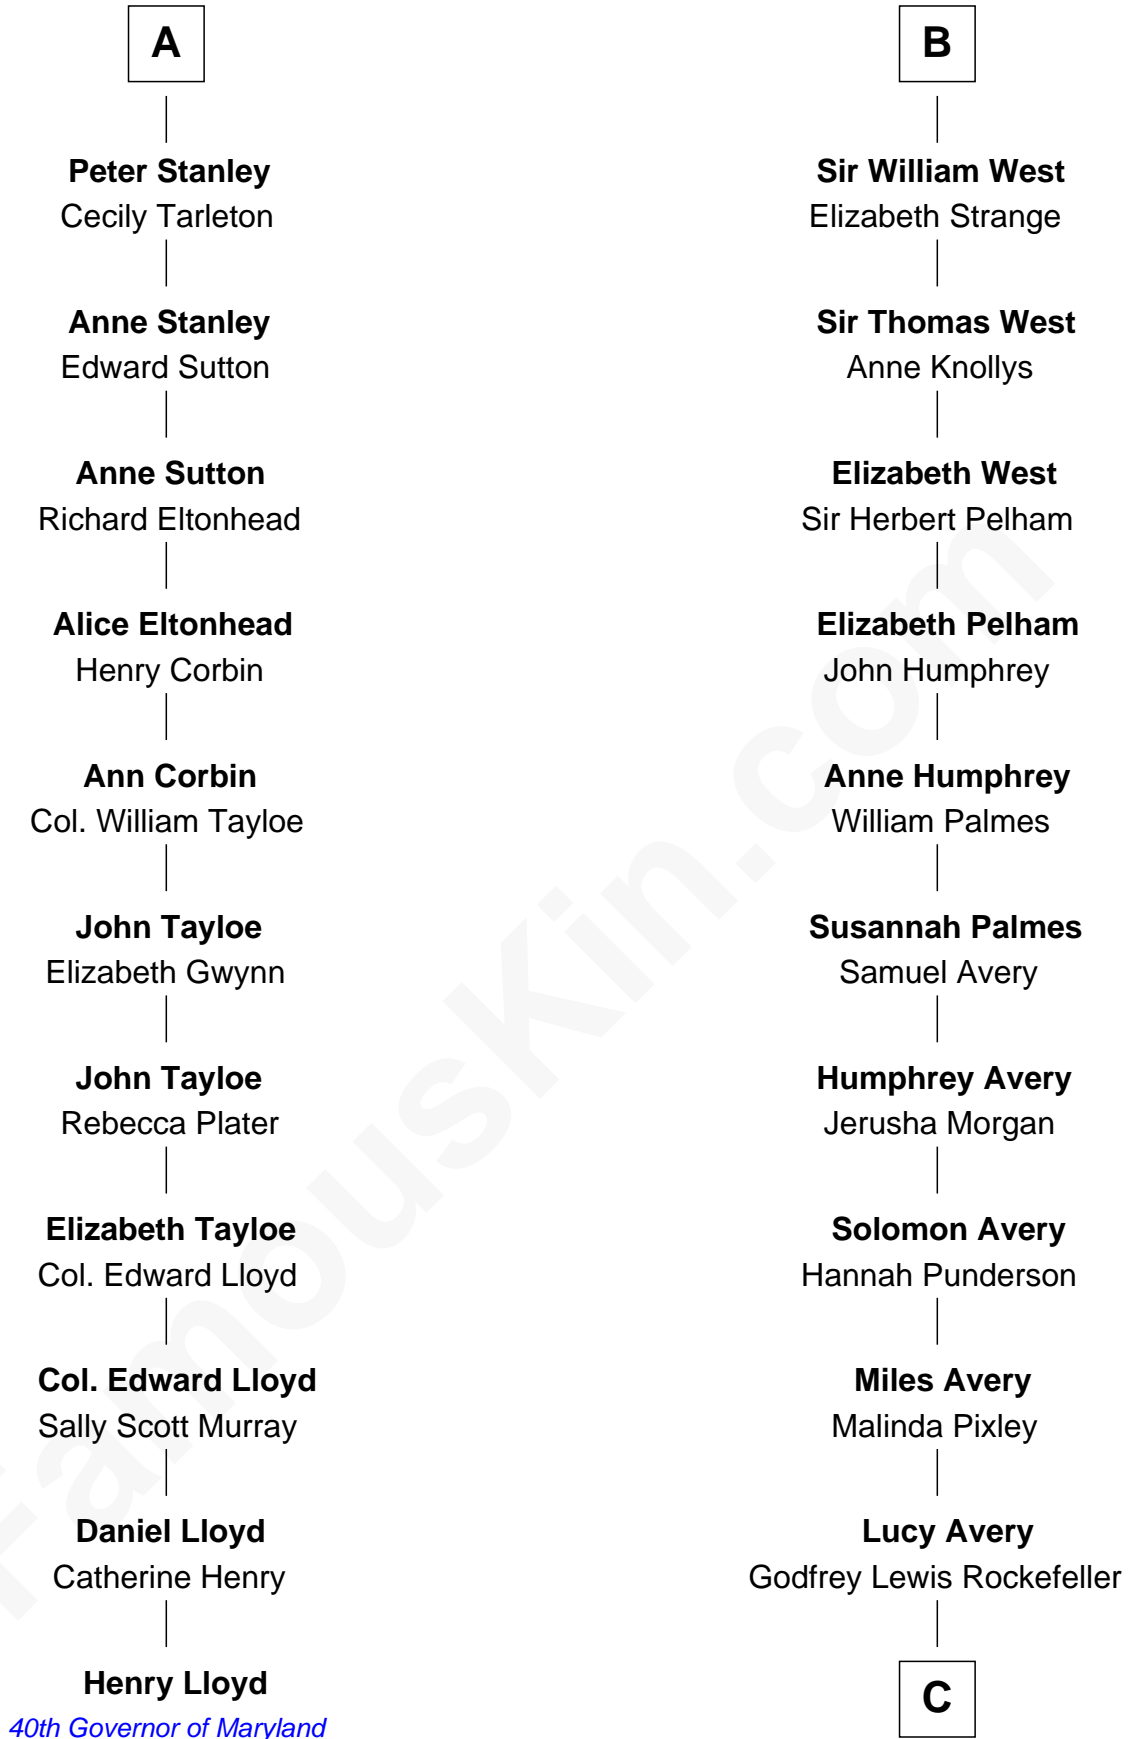 A
Peter Stanley
Cecily Tarleton
Anne Stanley
Edward Sutton
Anne Sutton
Richard Eltonhead
Alice Eltonhead
Henry Corbin
Ann Corbin
Col. William Tayloe
John Tayloe
Elizabeth Gwynn
John Tayloe
Rebecca Plater
Elizabeth Tayloe
Col. Edward Lloyd
Col. Edward Lloyd
Sally Scott Murray
Daniel Lloyd
Catherine Henry
Henry Lloyd
40th Governor of Maryland
B
Sir William West
Elizabeth Strange
Sir Thomas West
Anne Knollys
Elizabeth West
Sir Herbert Pelham
Elizabeth Pelham
John Humphrey
Anne Humphrey
William Palmes
Susannah Palmes
Samuel Avery
Humphrey Avery
Jerusha Morgan
Solomon Avery
Hannah Punderson
Miles Avery
Malinda Pixley
Lucy Avery
Godfrey Lewis Rockefeller
C
FamousKin.com